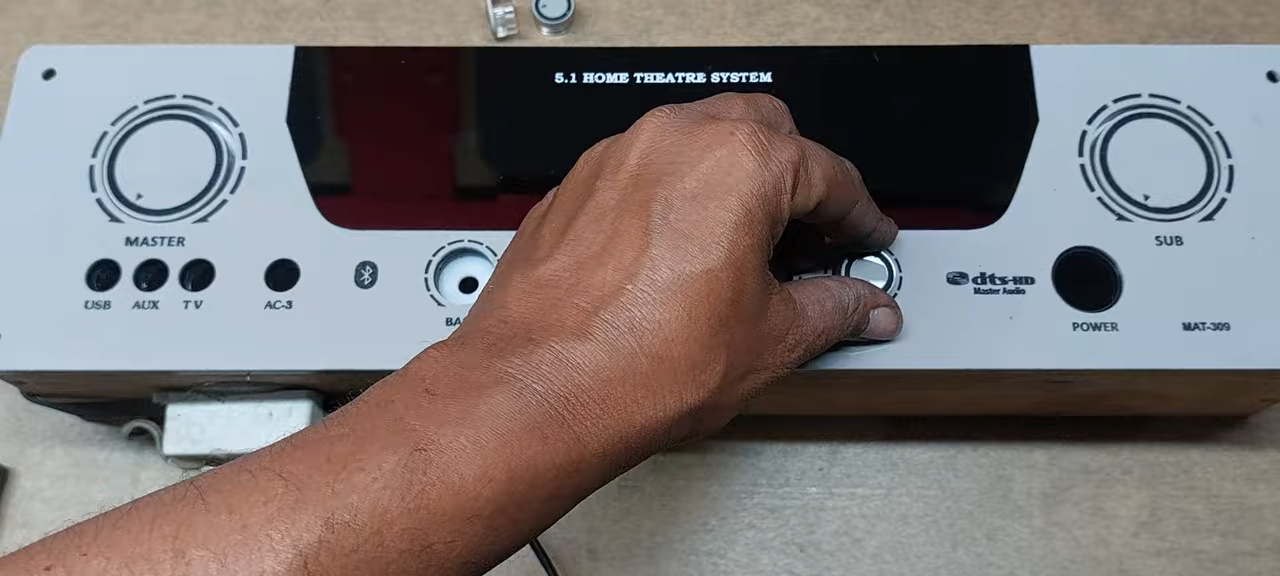 5.1 HOME THEATRE SYSTEM
MASTER
SUB
USB
AUX
TV
AC-3
dts-HD
Master Audio
POWER
MAT-309